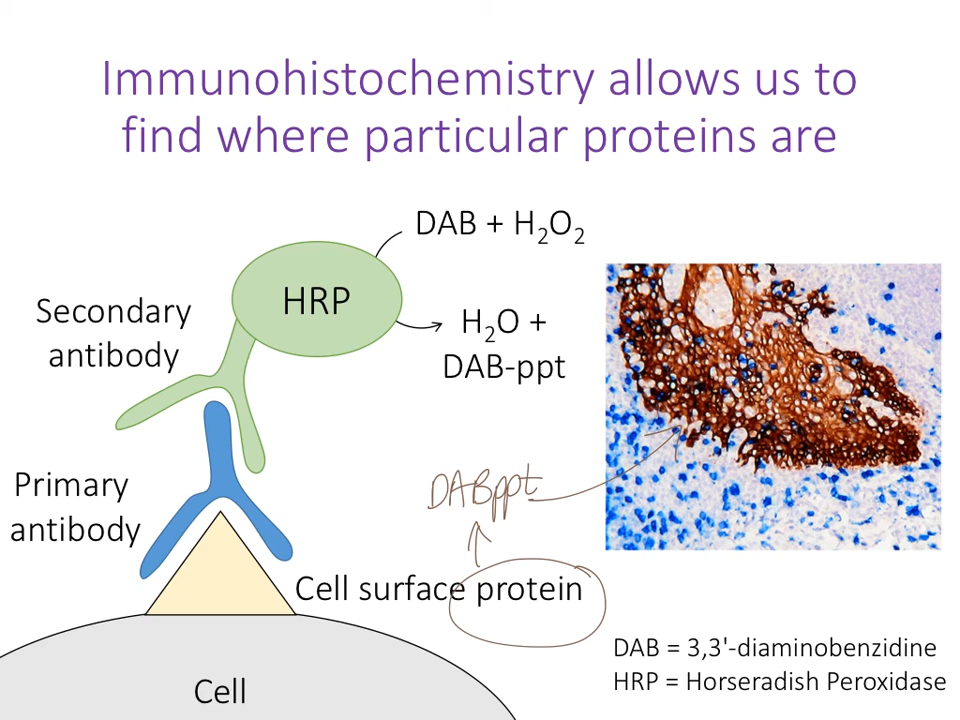 Immunohistochemistry allows us to
find where particular proteins are
DAB + H₂O₂
HRP
Secondary
antibody
H₂O +
DAB-ppt
Primary
antibody
DABppt
Cell surface protein
Cell
DAB = 3,3'-diaminobenzidine
HRP = Horseradish Peroxidase